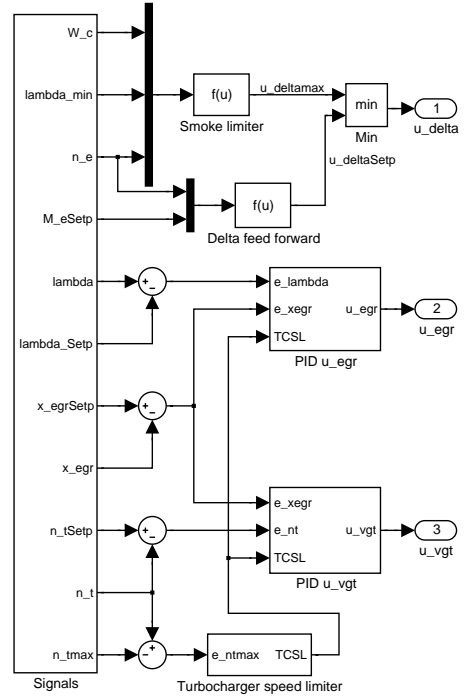 W_c
lambda_min
n_e
M_eSetp
lambda
lambda_Setp
x_egrSetp
x_egr
n_tSetp
n_t
n_tmax
Signals
f(u)
Smoke limiter
u_deltamax
min
Min
1
u_delta
u_deltaSetp
f(u)
Delta feed forward
+
−
e_lambda
e_xegr
TCSL
u_egr
PID u_egr
2
u_egr
+
−
e_xegr
e_nt
TCSL
u_vgt
PID u_vgt
3
u_vgt
+
−
−
+
e_ntmax TCSL
Turbocharger speed limiter